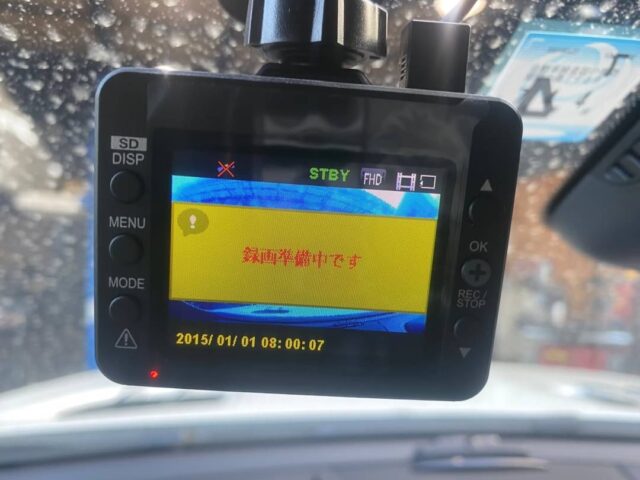 SD
DISP
MENU
MODE
STBY FHD
録画準備中です
2015/01/01 08:00:07
OK
REC/
STOP